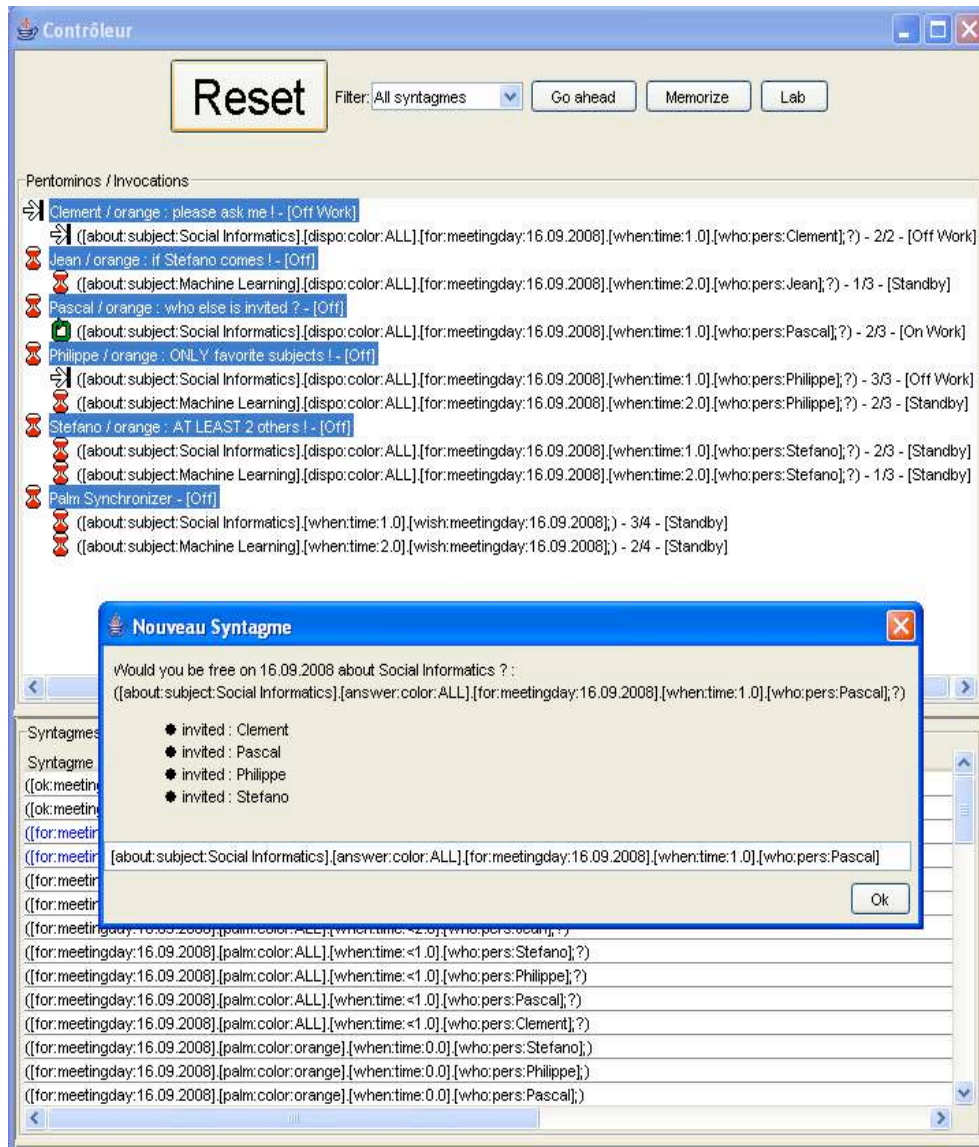 Contrôleur
Reset Filter: All syntagmes Go ahead Memorize Lab
Pentominos / Invocations
Clement / orange : please ask me ! - [Off Work]
([about:subject:Social Informatics].[dispo:color:ALL].[for:meetingday:16.09.2008].[when:time:1.0].[who:pers:Clement];?) - 2/2 - [Off Work]
Jean / orange : if Stefano comes ! - [Off]
([about:subject:Machine Learning].[dispo:color:ALL].[for:meetingday:16.09.2008].[when:time:2.0].[who:pers:Jean];?) - 1/3 - [Standby]
Pascal / orange : who else is invited ? - [Off]
([about:subject:Social Informatics].[dispo:color:ALL].[for:meetingday:16.09.2008].[when:time:1.0].[who:pers:Pascal];?) - 2/3 - [On Work]
Philippe / orange : ONLY favorite subjects ! - [Off]
([about:subject:Social Informatics].[dispo:color:ALL].[for:meetingday:16.09.2008].[when:time:1.0].[who:pers:Philippe];?) - 3/3 - [Off Work]
([about:subject:Machine Learning].[dispo:color:ALL].[for:meetingday:16.09.2008].[when:time:2.0].[who:pers:Philippe];?) - 2/3 - [Standby]
Stefano / orange : AT LEAST 2 others ! - [Off]
([about:subject:Social Informatics].[dispo:color:ALL].[for:meetingday:16.09.2008].[when:time:1.0].[who:pers:Stefano];?) - 2/3 - [Standby]
([about:subject:Machine Learning].[dispo:color:ALL].[for:meetingday:16.09.2008].[when:time:2.0].[who:pers:Stefano];?) - 1/3 - [Standby]
Palm Synchronizer - [Off]
([about:subject:Social Informatics].[when:time:1.0].[wish:meetingday:16.09.2008];) - 3/4 - [Standby]
([about:subject:Machine Learning].[when:time:2.0].[wish:meetingday:16.09.2008];) - 2/4 - [Standby]
Nouveau Syntagme
Would you be free on 16.09.2008 about Social Informatics ? :
([about:subject:Social Informatics].[answer:color:ALL].[for:meetingday:16.09.2008].[when:time:1.0].[who:pers:Pascal];?)
invited : Clement
invited : Pascal
invited : Philippe
invited : Stefano
[about:subject:Social Informatics].[answer:color:ALL].[for:meetingday:16.09.2008].[when:time:1.0].[who:pers:Pascal]
Ok
Syntagmes
Syntagme
([ok:meeting
([ok:meeting
([for:meetin
([for:meetin
([for:meetin
([for:meetin
([for:meetingday:16.09.2008].[palm:color:ALL].[when:time:<2.0].[who:pers:Jean];?)
([for:meetingday:16.09.2008].[palm:color:ALL].[when:time:<1.0].[who:pers:Stefano];?)
([for:meetingday:16.09.2008].[palm:color:ALL].[when:time:<1.0].[who:pers:Philippe];?)
([for:meetingday:16.09.2008].[palm:color:ALL].[when:time:<1.0].[who:pers:Pascal];?)
([for:meetingday:16.09.2008].[palm:color:ALL].[when:time:<1.0].[who:pers:Clement];?)
([for:meetingday:16.09.2008].[palm:color:orange].[when:time:0.0].[who:pers:Stefano];)
([for:meetingday:16.09.2008].[palm:color:orange].[when:time:0.0].[who:pers:Philippe];)
([for:meetingday:16.09.2008].[palm:color:orange].[when:time:0.0].[who:pers:Pascal];)